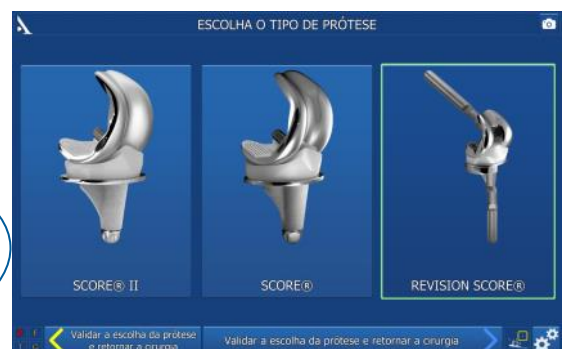 ESCOLHA O TIPO DE PRÓTESE
SCORE® II
SCORE®
REVISION SCORE®
Validar a escolha da prótese
e retornar a cirurgia
Validar a escolha da prótese e retornar a cirurgia